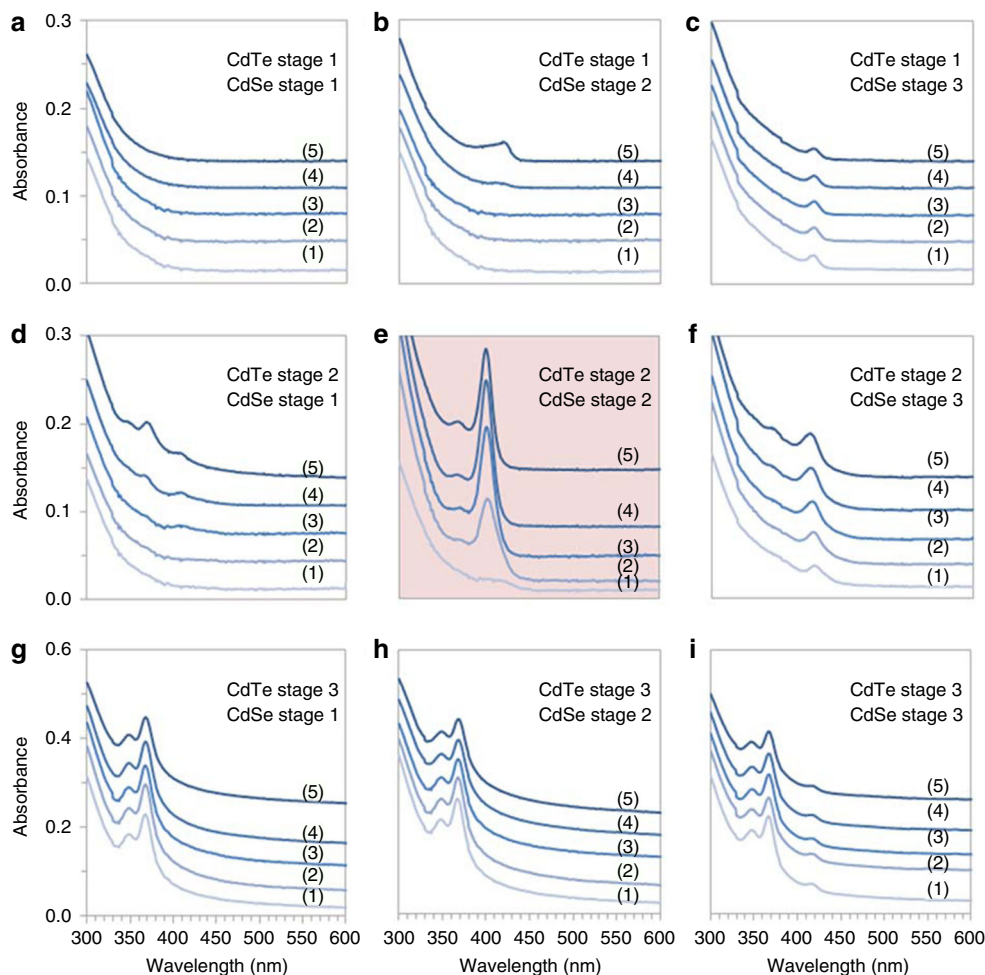 a
0.3
0.2
0.1
0.0
Absorbance
CdTe stage 1
CdSe stage 1
(5)
(4)
(3)
(2)
(1)
b
CdTe stage 1
CdSe stage 2
(5)
(4)
(3)
(2)
(1)
c
CdTe stage 1
CdSe stage 3
(5)
(4)
(3)
(2)
(1)
d
0.3
0.2
0.1
0.0
Absorbance
CdTe stage 2
CdSe stage 1
(5)
(4)
(3)
(2)
(1)
e
CdTe stage 2
CdSe stage 2
(5)
(4)
(3)
(2)
(1)
f
CdTe stage 2
CdSe stage 3
(5)
(4)
(3)
(2)
(1)
g
0.6
0.4
0.2
0.0
Absorbance
CdTe stage 3
CdSe stage 1
(5)
(4)
(3)
(2)
(1)
300 350 400 450 500 550 600
Wavelength (nm)
h
CdTe stage 3
CdSe stage 2
(5)
(4)
(3)
(2)
(1)
300 350 400 450 500 550 600
Wavelength (nm)
i
CdTe stage 3
CdSe stage 3
(5)
(4)
(3)
(2)
(1)
300 350 400 450 500 550 600
Wavelength (nm)